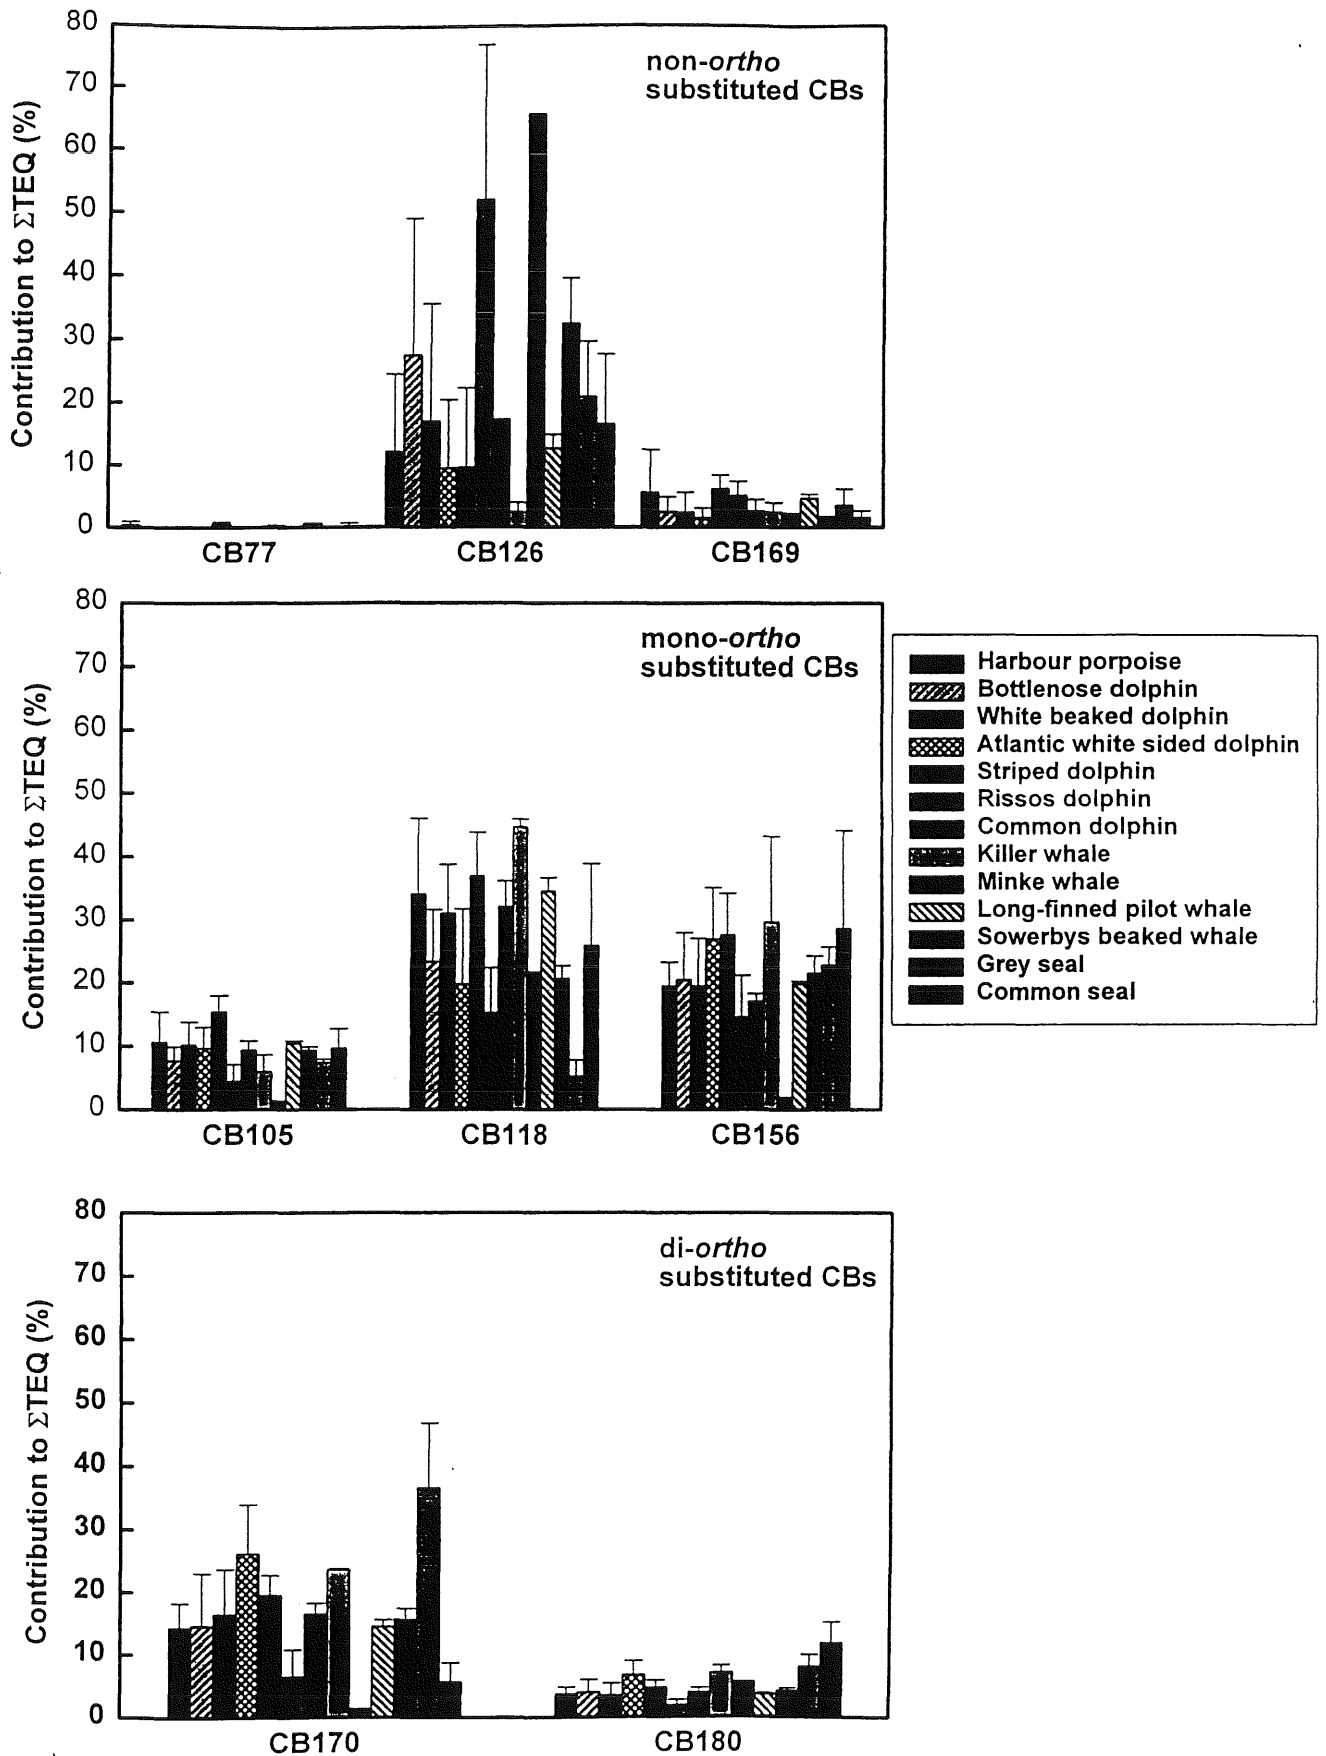 80
70
60
50
40
30
20
10
0
Contribution to ΣTEQ (%)
non-ortho
substituted CBs
CB77 CB126 CB169
80
70
60
50
40
30
20
10
0
Contribution to ΣTEQ (%)
mono-ortho
substituted CBs
CB105 CB118 CB156
Harbour porpoise
Bottlenose dolphin
White beaked dolphin
Atlantic white sided dolphin
Striped dolphin
Rissos dolphin
Common dolphin
Killer whale
Minke whale
Long-finned pilot whale
Sowerbys beaked whale
Grey seal
Common seal
80
70
60
50
40
30
20
10
0
Contribution to ΣTEQ (%)
di-ortho
substituted CBs
CB170 CB180